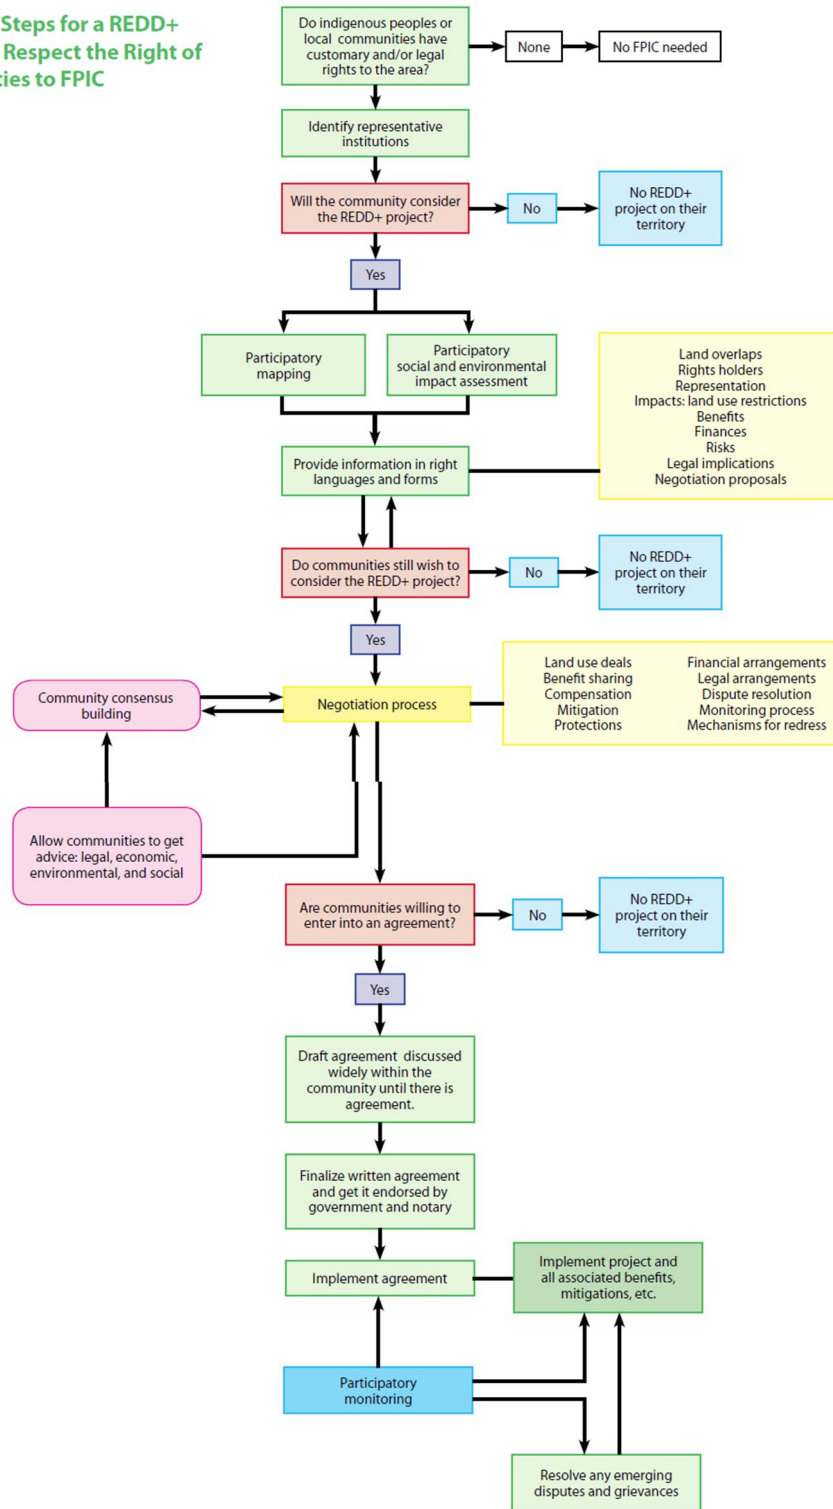 Steps for a REDD+
Respect the Right of
ties to FPIC
Do indigenous peoples or
local communities have
customary and/or legal
rights to the area?
None
No FPIC needed
Identify representative
institutions
Will the community consider
the REDD+ project?
No
No REDD+
project on their
territory
Yes
Participatory
mapping
Participatory
social and environmental
impact assessment
Land overlaps
Rights holders
Representation
Impacts: land use restrictions
Benefits
Finances
Risks
Legal implications
Negotiation proposals
Provide information in right
languages and forms
Do communities still wish to
consider the REDD+ project?
No
No REDD+
project on their
territory
Yes
Community consensus
building
Negotiation process
Land use deals
Benefit sharing
Compensation
Mitigation
Protections
Financial arrangements
Legal arrangements
Dispute resolution
Monitoring process
Mechanisms for redress
Allow communities to get
advice: legal, economic,
environmental, and social
Are communities willing to
enter into an agreement?
No
No REDD+
project on their
territory
Yes
Draft agreement discussed
widely within the
community until there is
agreement.
Finalize written agreement
and get it endorsed by
government and notary
Implement agreement
Implement project and
all associated benefits,
mitigations, etc.
Participatory
monitoring
Resolve any emerging
disputes and grievances